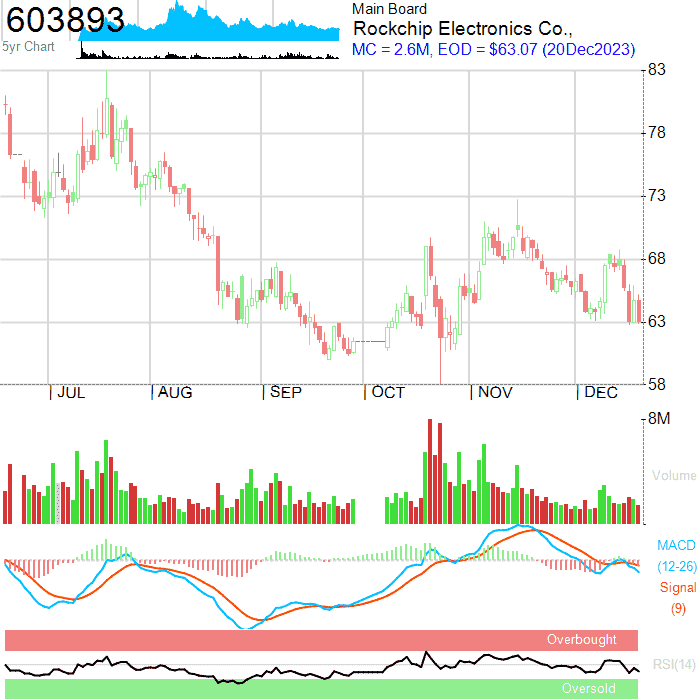 603893
5yr Chart
Main Board
Rockchip Electronics Co.,
MC = 2.6M, EOD = $63.07 (20Dec2023)
83
78
73
68
63
58
| JUL | AUG | SEP | OCT | NOV | DEC
8M
Volume
MACD
(12-26)
Signal
(9)
Overbought
RSI(14)
Oversold